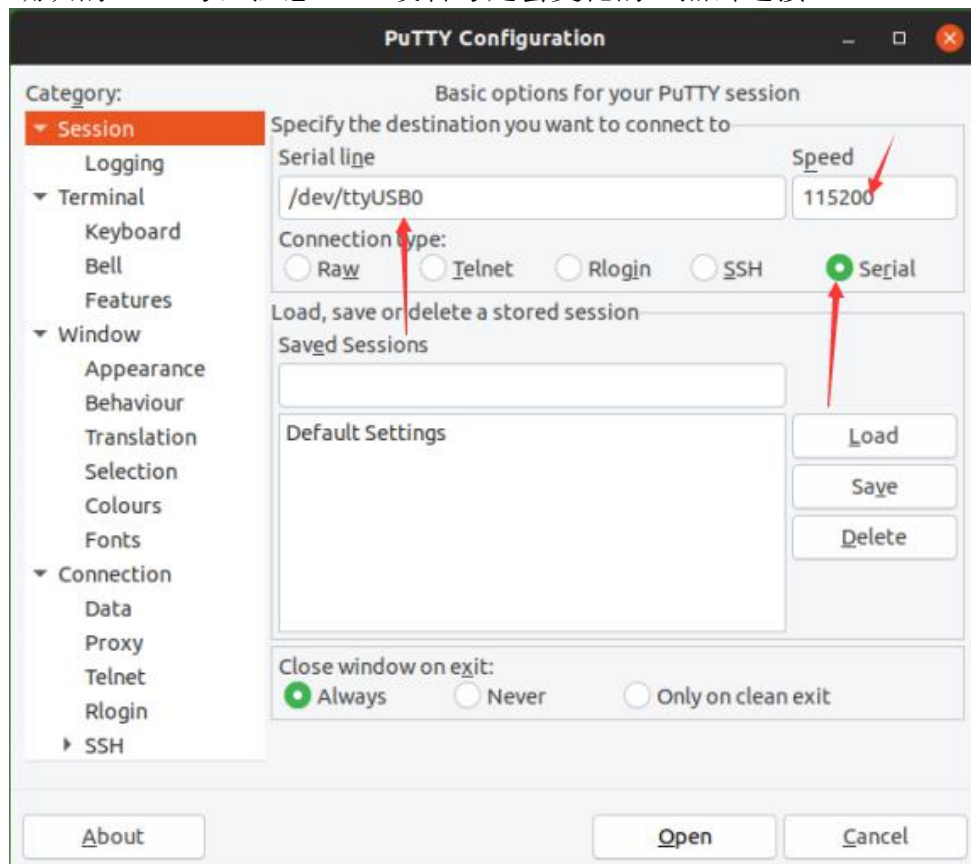 PuTTY Configuration
Category:
Session
Logging
Terminal
Keyboard
Bell
Features
Window
Appearance
Behaviour
Translation
Selection
Colours
Fonts
Connection
Data
Proxy
Telnet
Rlogin
SSH
Basic options for your PuTTY session
Specify the destination you want to connect to
Serial line
Speed
/dev/ttyUSB0
115200
Connection type:
Raw Telnet Rlogin SSH Serial
Load, save or delete a stored session
Saved Sessions
Default Settings
Load
Save
Delete
Close window on exit:
Always Never Only on clean exit
About
Open
Cancel